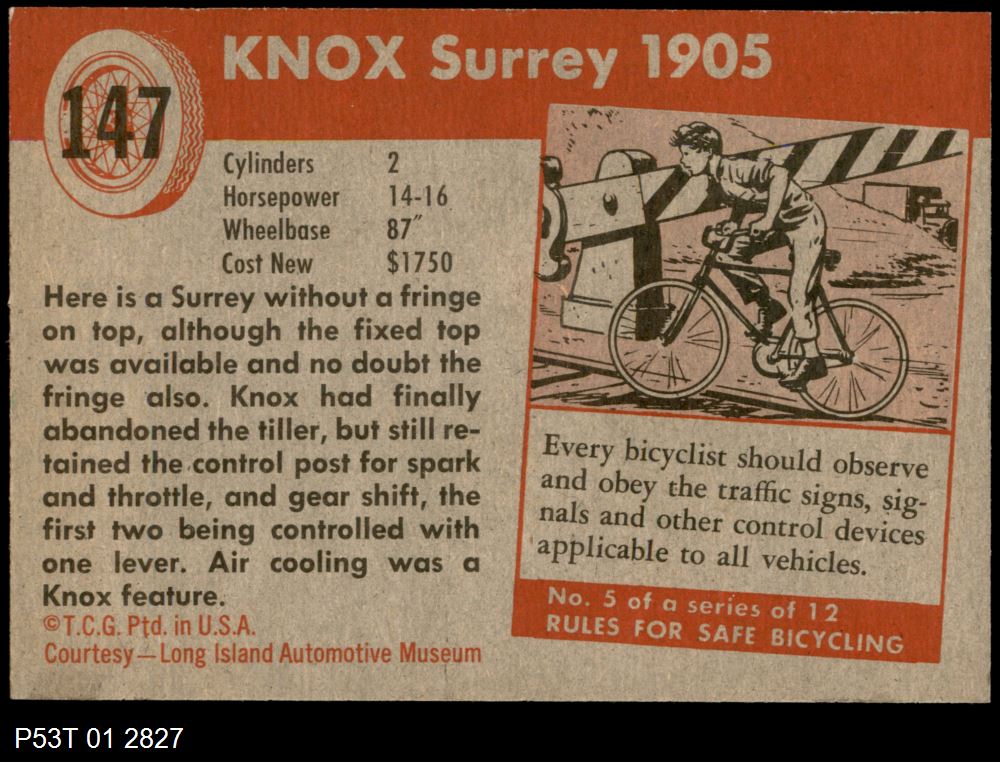 147
KNOX Surrey 1905
Cylinders 2
Horsepower 14-16
Wheelbase 87"
Cost New $1750
Here is a Surrey without a fringe
on top, although the fixed top
was available and no doubt the
fringe also. Knox had finally
abandoned the tiller, but still re-
tained the control post for spark
and throttle, and gear shift, the
first two being controlled with
one lever. Air cooling was a
Knox feature.
©T.C.G. Ptd. in U.S.A.
Courtesy—Long Island Automotive Museum
Every bicyclist should observe
and obey the traffic signs, sig-
nals and other control devices
applicable to all vehicles.
No. 5 of a series of 12
RULES FOR SAFE BICYCLING
P53T 01 2827